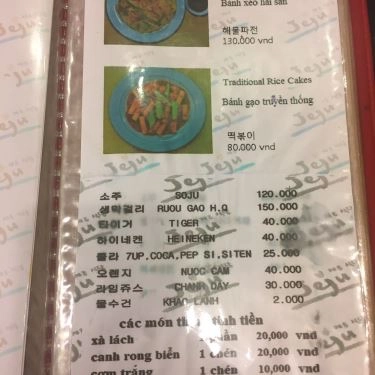 Bánh xèo hải sản
해물파전
130.000 vnd
Traditional Rice Cakes
Bánh gạo truyền thống
떡볶이
80.000 vnd
Jeju
소주 SOJU 120.000
생막걸리 RUOU GAO H.Q 150.000
타이거 TIGER 40.000
하이네켄 HEINEKEN 40.000
콜라 7UP,COCA,PEP SI,SITEN 25.000
오렌지 NUOC CAM 40.000
라임쥬스 CHANH DAY 30.000
물수건 KHAO LANH 2.000
các món tính tiền
xà lách 1 phần 20,000 vnd
canh rong biển 1 chén 20,000 vnd
cơm trắng 1 chén 10,000 vnd